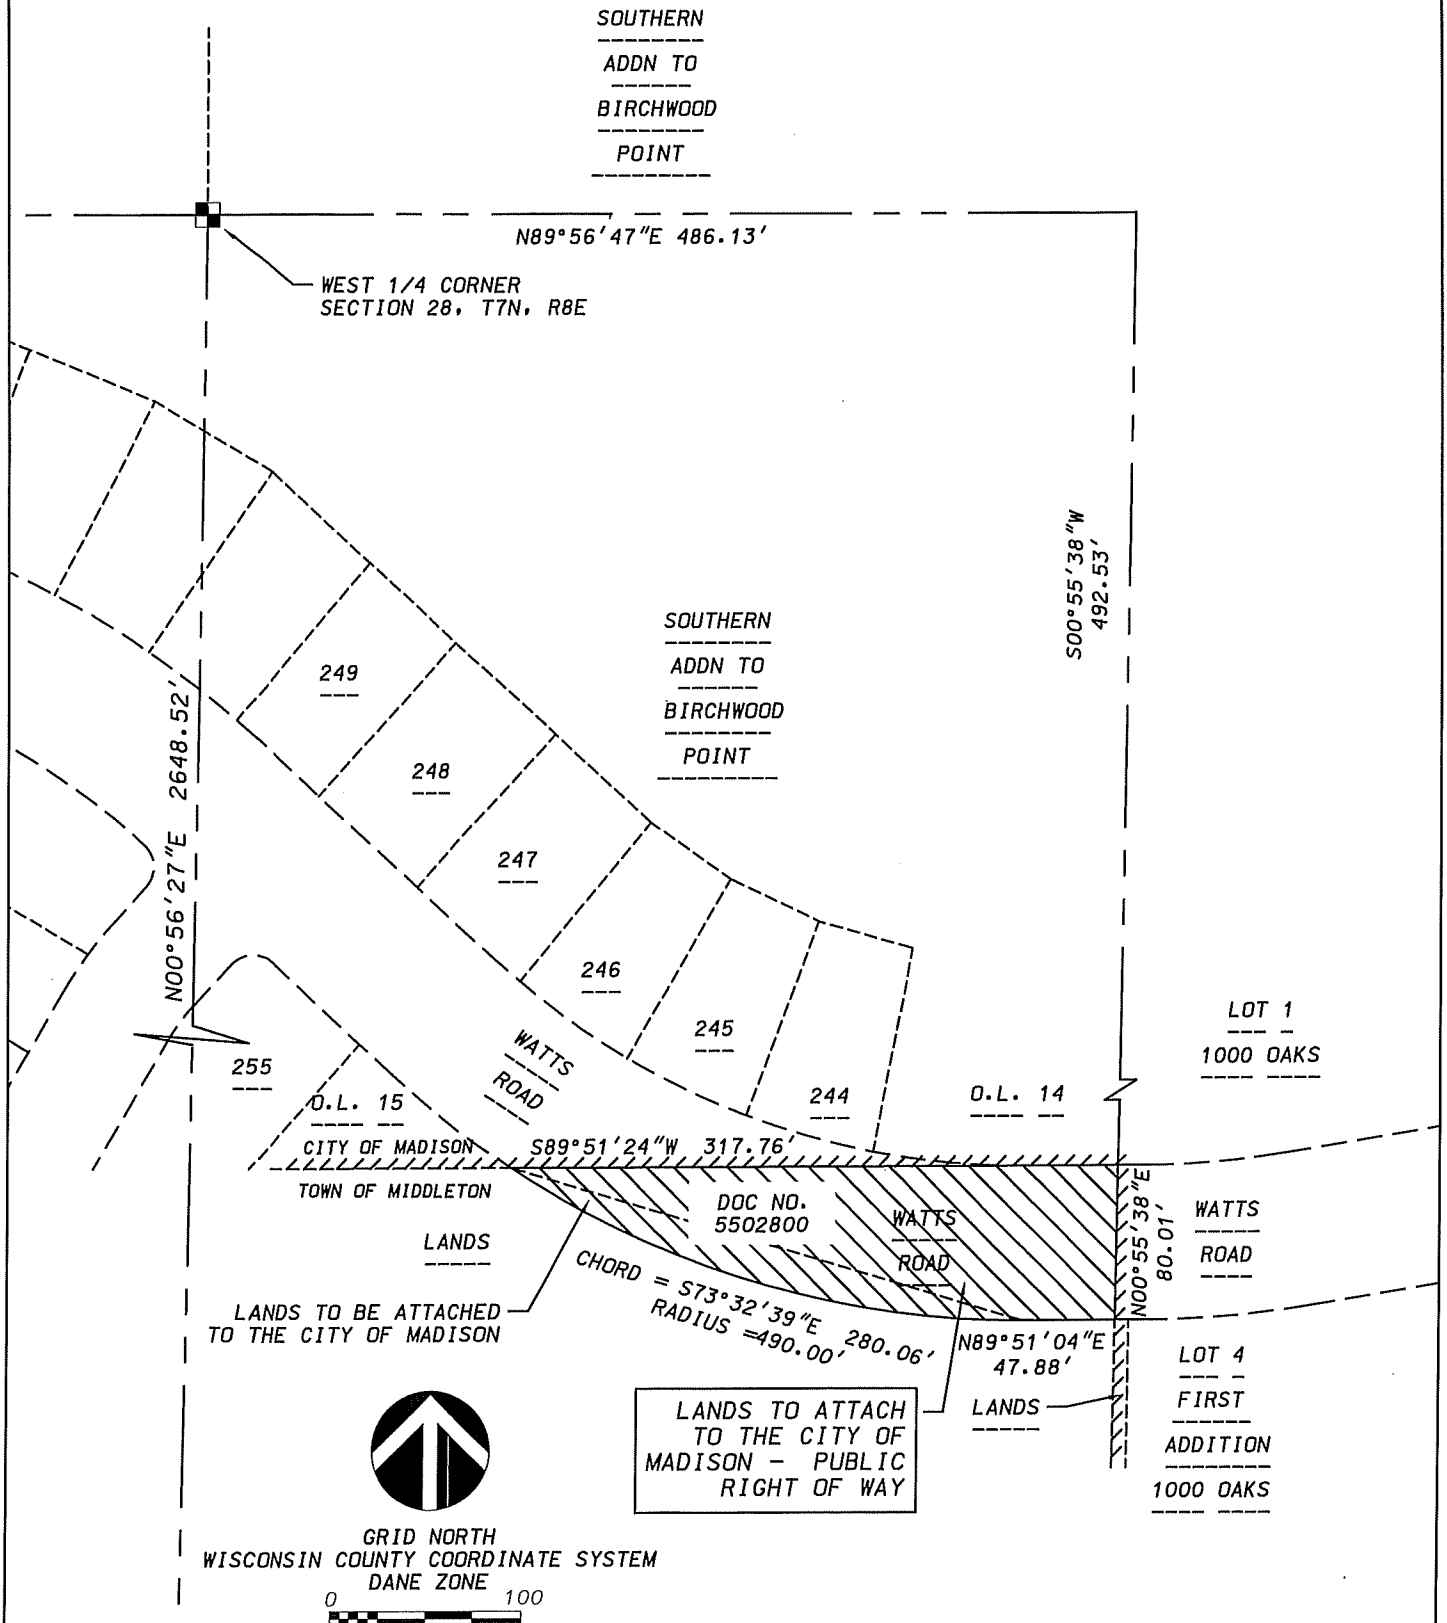 SOUTHERN
ADDN TO
BIRCHWOOD
POINT
N89°56'47"E 486.13'
WEST 1/4 CORNER
SECTION 28, T7N, R8E
S00°55'38"W
492.53'
SOUTHERN
ADDN TO
BIRCHWOOD
POINT
249
248
247
246
245
244
N00°56'27"E 2648.52'
WATTS
ROAD
255
O.L. 15
O.L. 14
LOT 1
1000 OAKS
CITY OF MADISON
S89°51'24"W 317.76'
TOWN OF MIDDLETON
DOC NO.
5502800
WATTS
ROAD
N00°55'38"E
80.01'
WATTS
ROAD
LANDS
CHORD = S73°32'39"E 280.06'
RADIUS =490.00'
LANDS TO BE ATTACHED
TO THE CITY OF MADISON
N89°51'04"E
47.88'
LANDS TO ATTACH
TO THE CITY OF
MADISON - PUBLIC
RIGHT OF WAY
LANDS
LOT 4
FIRST
ADDITION
1000 OAKS
GRID NORTH
WISCONSIN COUNTY COORDINATE SYSTEM
DANE ZONE
0 100